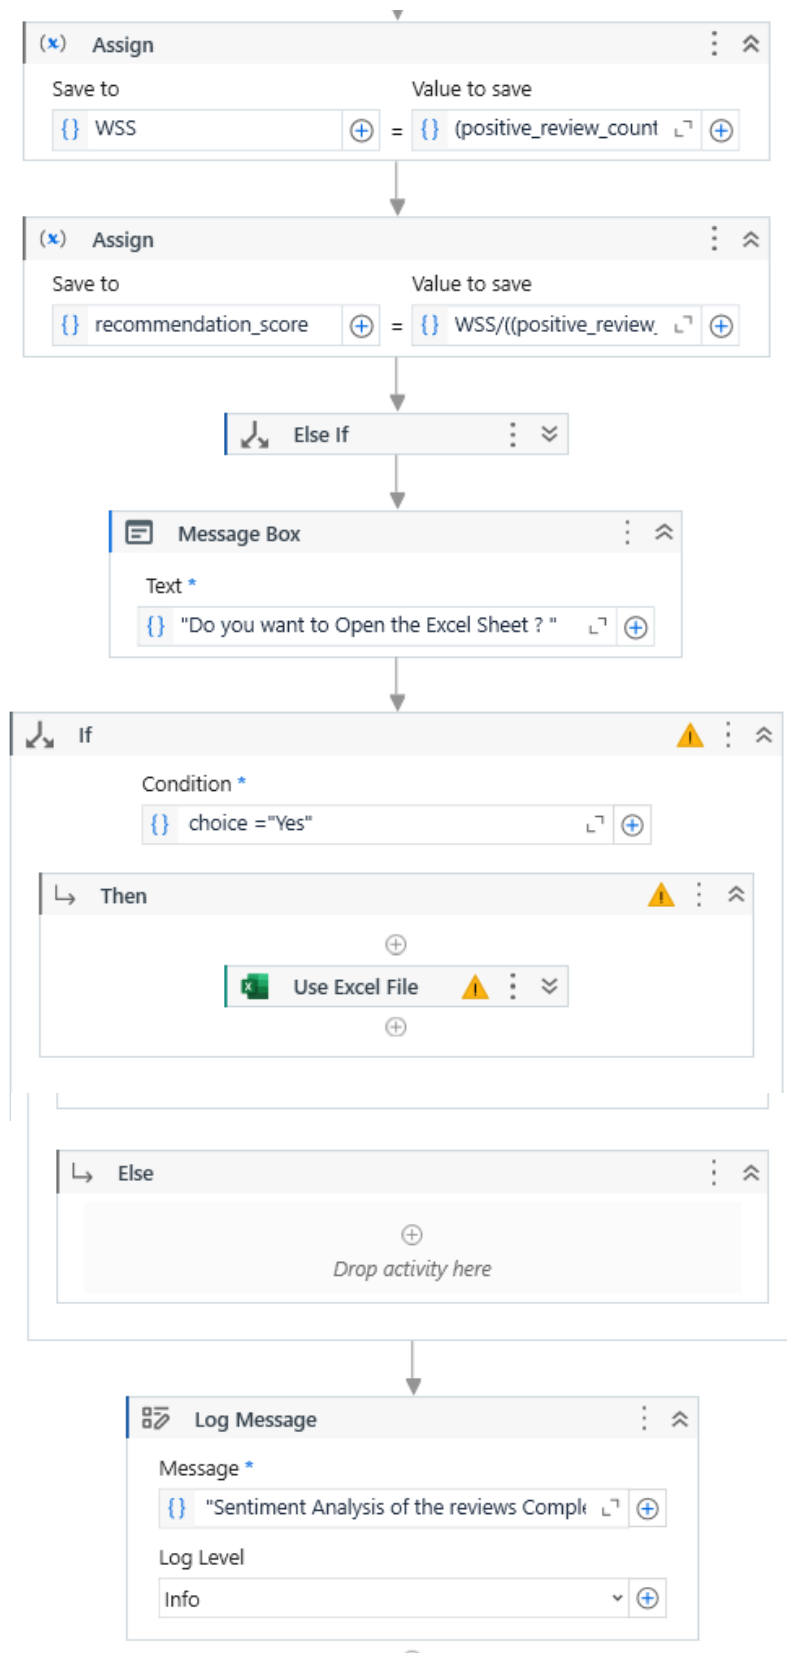 (x) Assign
Save to Value to save
{} WSS = {} (positive_review_count
(x) Assign
Save to Value to save
{} recommendation_score = {} WSS/((positive_review_
Else If
Message Box
Text *
{} "Do you want to Open the Excel Sheet ? "
If
Condition *
{} choice ="Yes"
Then
Use Excel File
Else
Drop activity here
Log Message
Message *
{} "Sentiment Analysis of the reviews Comple
Log Level
Info